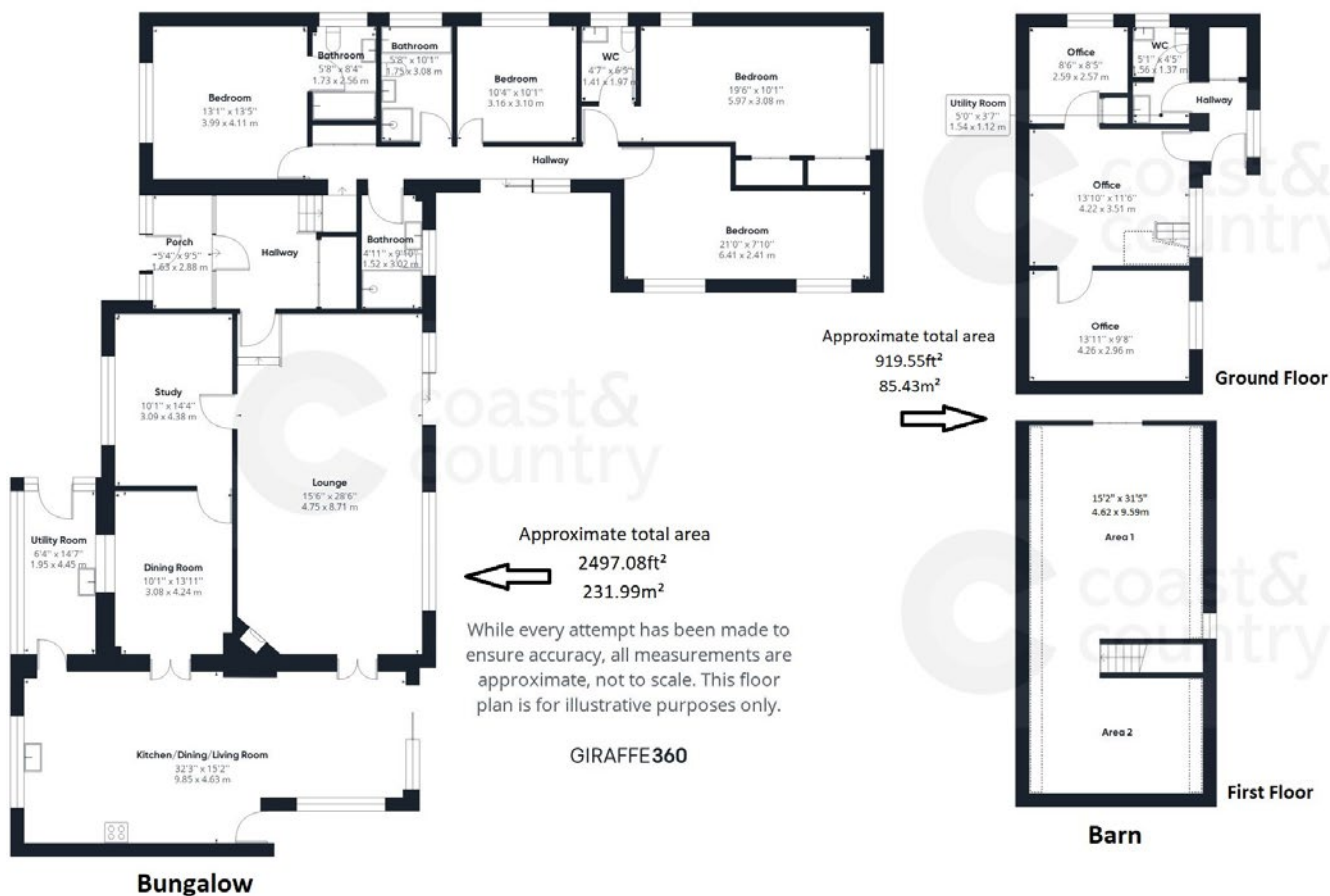 Bedroom
13'1" x 13'5"
3.99 x 4.11 m
Bathroom
5'8" x 8'4"
1.73 x 2.56 m
Bathroom
5'8" x 10'1"
1.75 x 3.08 m
Bedroom
10'4" x 10'1"
3.16 x 3.10 m
WC
4'7" x 6'5"
1.41 x 1.97 m
Bedroom
19'6" x 10'1"
5.97 x 3.08 m
Hallway
Porch
5'4" x 9'5"
1.63 x 2.88 m
Hallway
Bathroom
4'11" x 9'10"
1.52 x 3.02 m
Bedroom
21'0" x 7'10"
6.41 x 2.41 m
Study
10'1" x 14'4"
3.09 x 4.38 m
Lounge
15'6" x 28'6"
4.75 x 8.71 m
Utility Room
6'4" x 14'7"
1.95 x 4.45 m
Dining Room
10'1" x 13'11"
3.08 x 4.24 m
Kitchen/Dining/Living Room
32'3" x 15'2"
9.85 x 4.63 m
coast&
country
Bungalow
Approximate total area
2497.08ft²
231.99m²
While every attempt has been made to
ensure accuracy, all measurements are
approximate, not to scale. This floor
plan is for illustrative purposes only.
GIRAFFE360
Office
8'6" x 8'5"
2.59 x 2.57 m
WC
5'1" x 4'5"
1.56 x 1.37 m
Utility Room
5'0" x 3'7"
1.54 x 1.12 m
Hallway
Office
13'10" x 11'6"
4.22 x 3.51 m
Office
13'11" x 9'8"
4.26 x 2.96 m
coast&
country
Ground Floor
Approximate total area
919.55ft²
85.43m²
15'2" x 31'5"
4.62 x 9.59m
Area 1
coast&
country
Area 2
First Floor
Barn